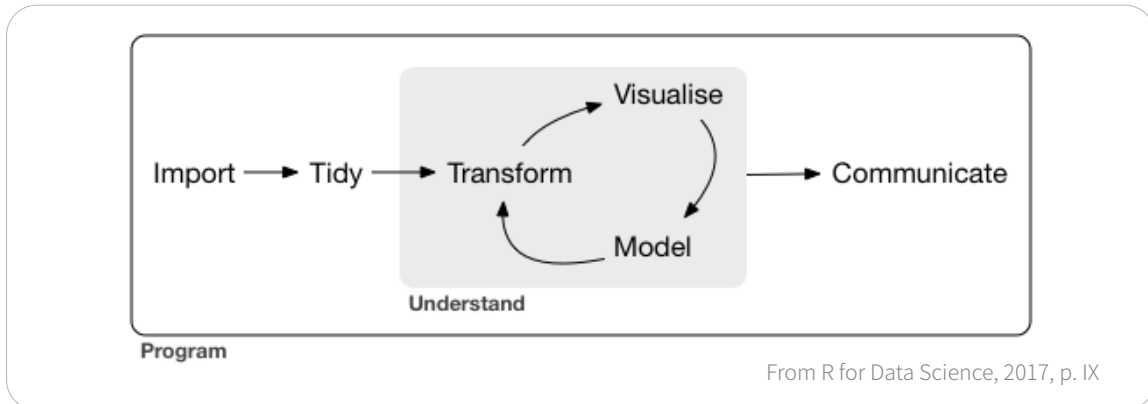 Visualise
Import
Tidy
Transform
Communicate
Model
Understand
Program
From R for Data Science, 2017, p. IX